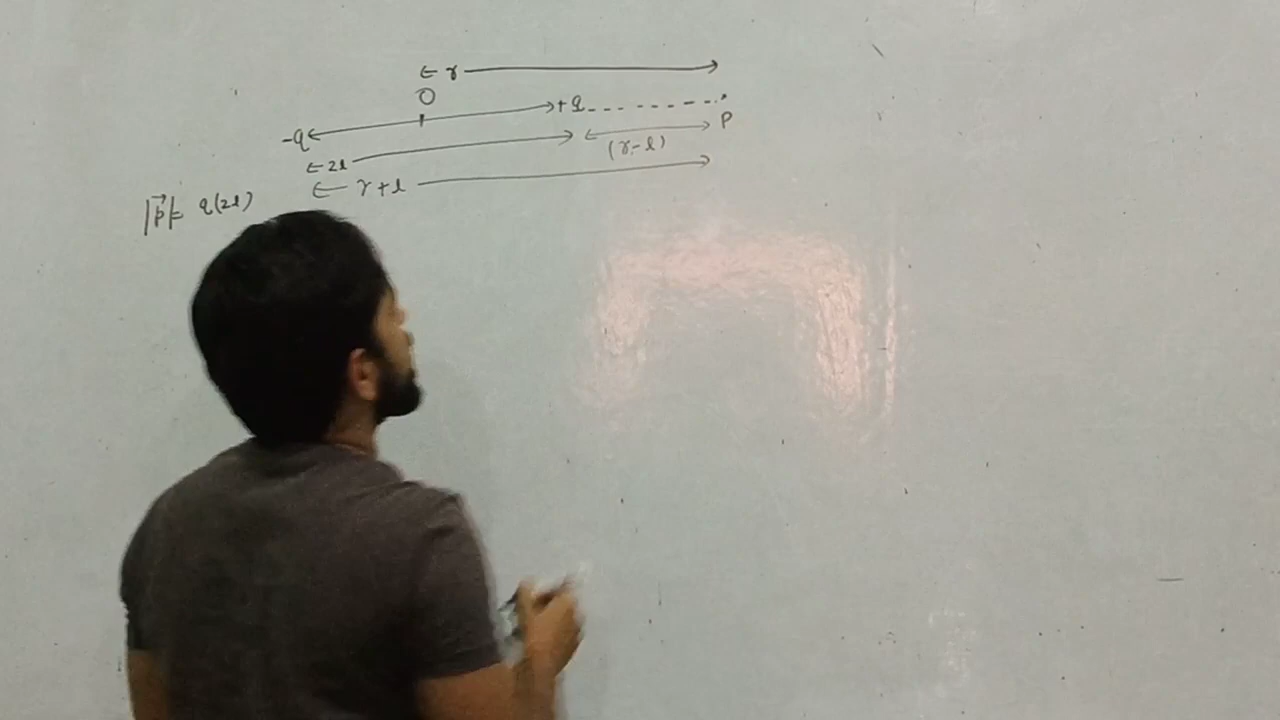 ← r →
O
-q ← → +q P
← 2l → (r-l)
← r+l →
|p⃗|= q(2l)